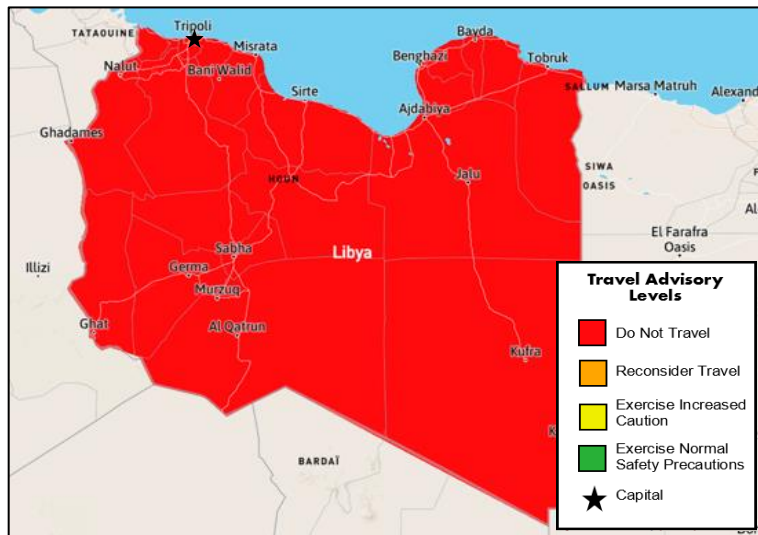 Tripoli
TATAOUINE
Misrata
Nalut
Bani Walid
Sirte
Bayda
Benghazi
Tobruk
SALLUM
Marsa Matruh
Alexand
Ajdabiya
Ghadames
HOUN
Jalu
SIWA
OASIS
El Farafra
Oasis
Illizi
Sabha
Libya
Germa
Murzuq
Ghat
Al Qatrun
Kufra
BARDAÏ
Travel Advisory
Levels
Do Not Travel
Reconsider Travel
Exercise Increased
Caution
Exercise Normal
Safety Precautions
Capital